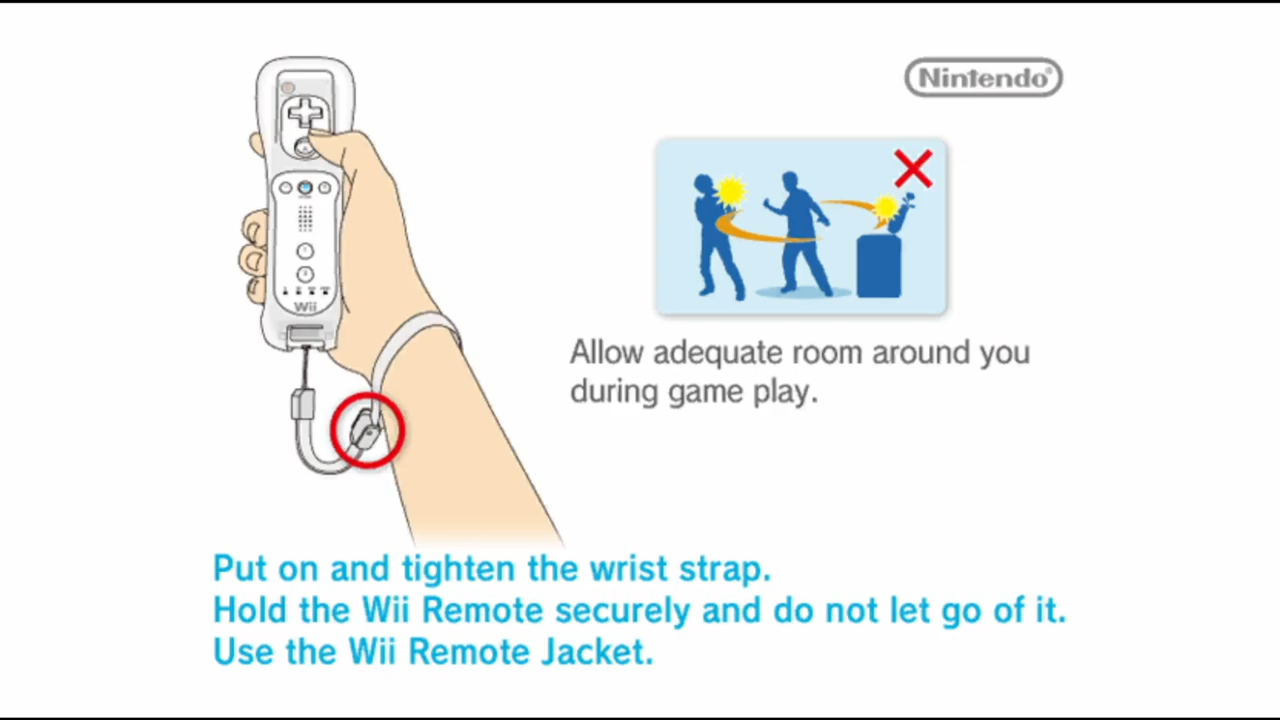 Nintendo®
Allow adequate room around you
during game play.
Wii
Put on and tighten the wrist strap.
Hold the Wii Remote securely and do not let go of it.
Use the Wii Remote Jacket.